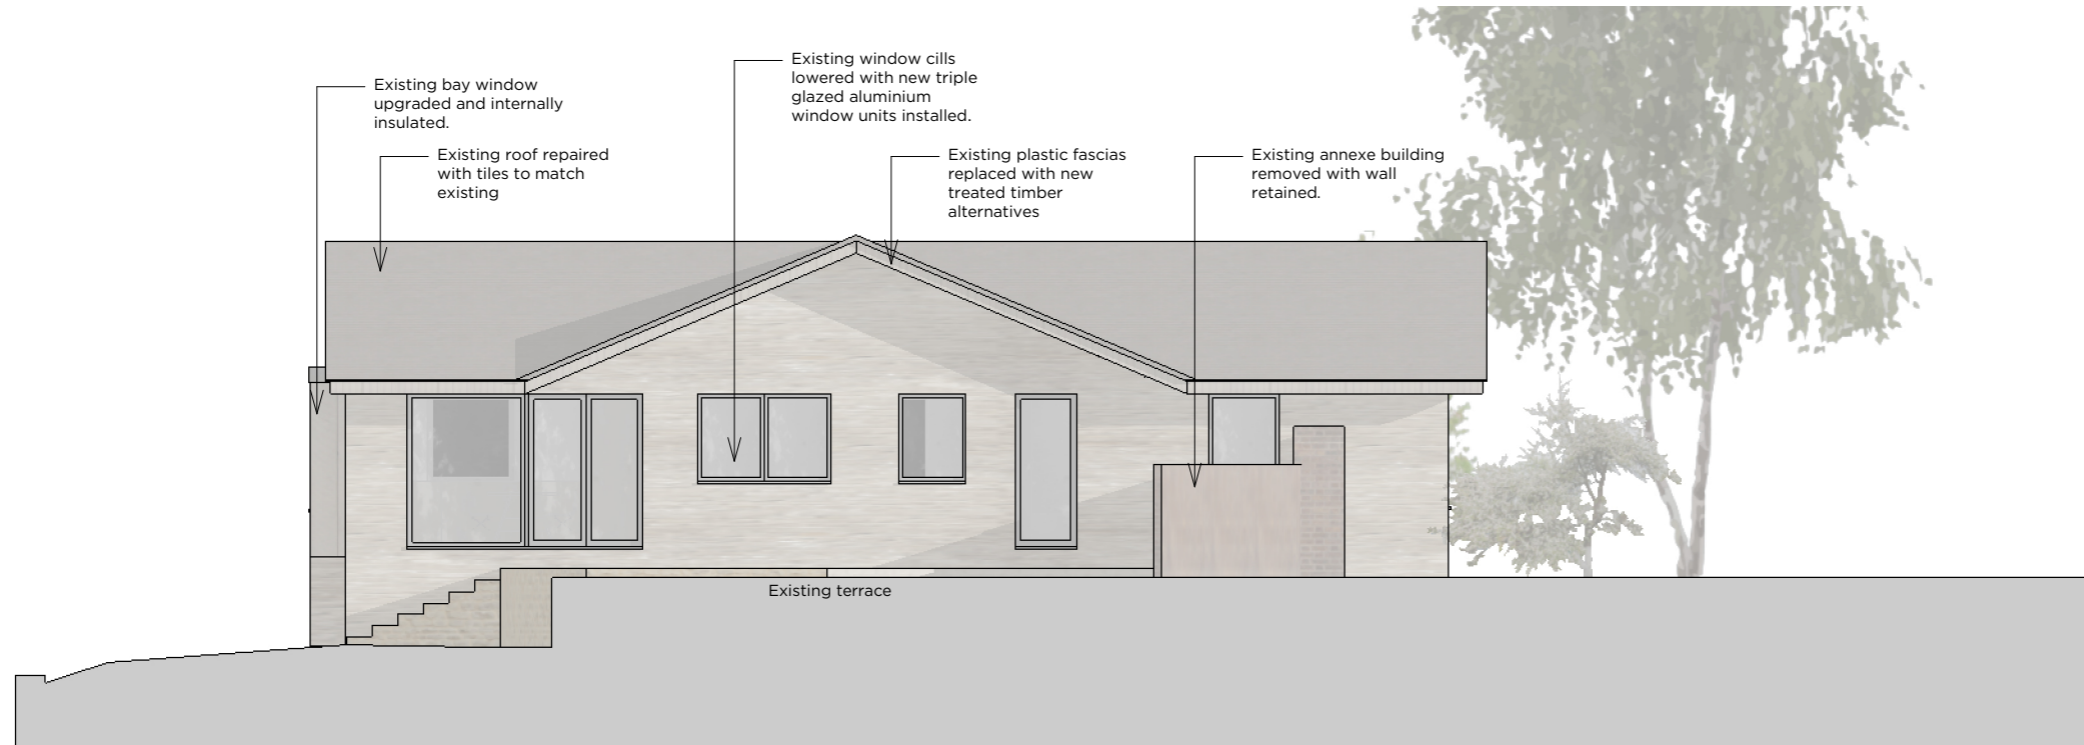 Existing bay window
upgraded and internally
insulated.
Existing roof repaired
with tiles to match
existing
Existing window cills
lowered with new triple
glazed aluminium
window units installed.
Existing plastic fascias
replaced with new
treated timber
alternatives
Existing annexe building
removed with wall
retained.
Existing terrace